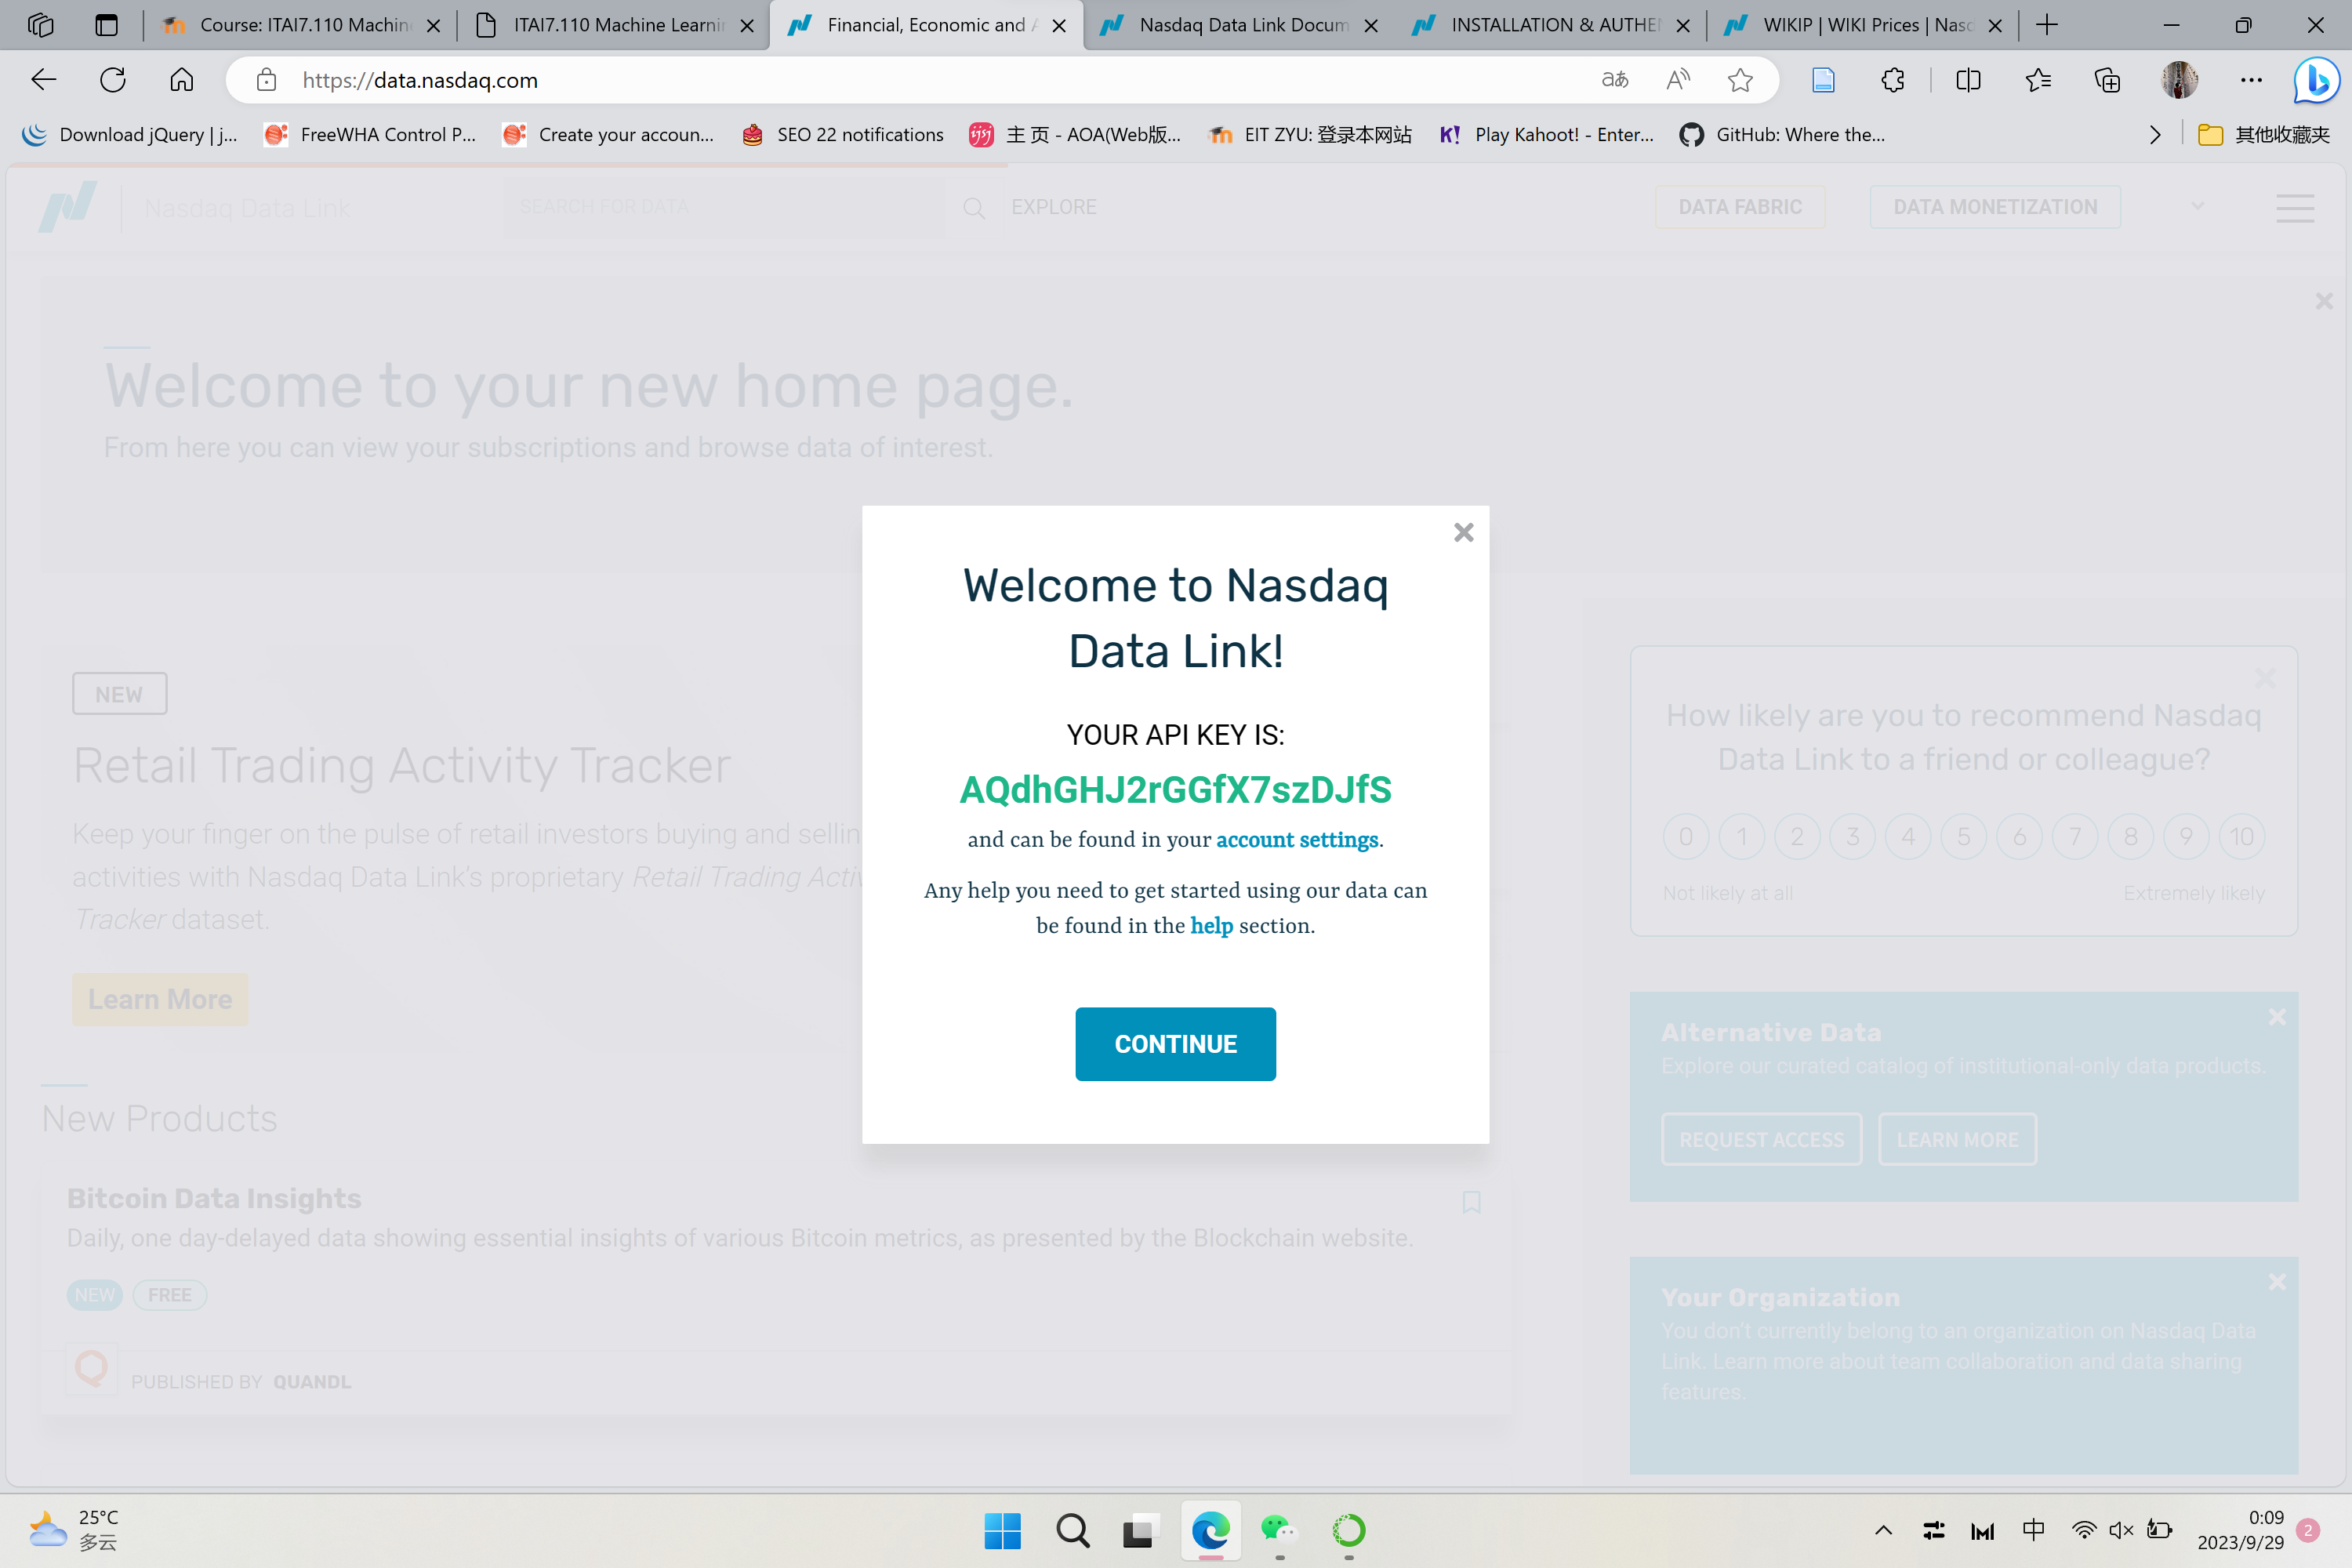 Course: ITAI7.110 Machine
ITAI7.110 Machine Learnin
Financial, Economic and A
Nasdaq Data Link Docum
INSTALLATION & AUTHEN
WIKIP | WIKI Prices | Nasd
https://data.nasdaq.com
Download jQuery | j...
FreeWHA Control P...
Create your accoun...
SEO 22 notifications
主 页 - AOA(Web版...
EIT ZYU: 登录本网站
Play Kahoot! - Enter...
GitHub: Where the...
其他收藏夹
Nasdaq Data Link
SEARCH FOR DATA
EXPLORE
DATA FABRIC
DATA MONETIZATION
Welcome to your new home page.
From here you can view your subscriptions and browse data of interest.
Welcome to Nasdaq
Data Link!
YOUR API KEY IS:
AQdhGHJ2rGGfX7szDJfS
and can be found in your account settings.
Any help you need to get started using our data can
be found in the help section.
CONTINUE
NEW
Retail Trading Activity Tracker
Keep your finger on the pulse of retail investors buying and sellin
activities with Nasdaq Data Link's proprietary Retail Trading Activ
Tracker dataset.
Learn More
How likely are you to recommend Nasdaq
Data Link to a friend or colleague?
0 1 2 3 4 5 6 7 8 9 10
Not likely at all
Extremely likely
Alternative Data
Explore our curated catalog of institutional-only data products.
REQUEST ACCESS
LEARN MORE
New Products
Bitcoin Data Insights
Daily, one day-delayed data showing essential insights of various Bitcoin metrics, as presented by the Blockchain website.
NEW
FREE
PUBLISHED BY QUANDL
Your Organization
You don't currently belong to an organization on Nasdaq Data
Link. Learn more about team collaboration and data sharing
features.
25°C
多云
中
0:09
2023/9/29
2